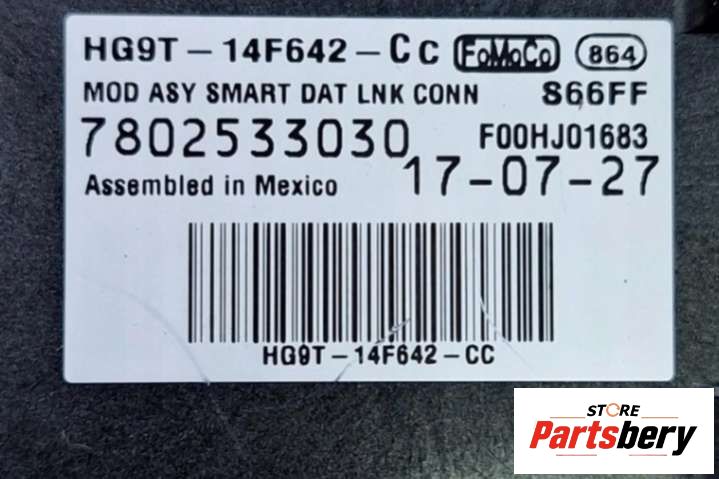 HG9T-14F642-CC FoMoCo 864
MOD ASY SMART DAT LNK CONN S66FF
7802533030 F00HJ01683
Assembled in Mexico 17-07-27
HG9T-14F642-CC
STORE
Partsbery